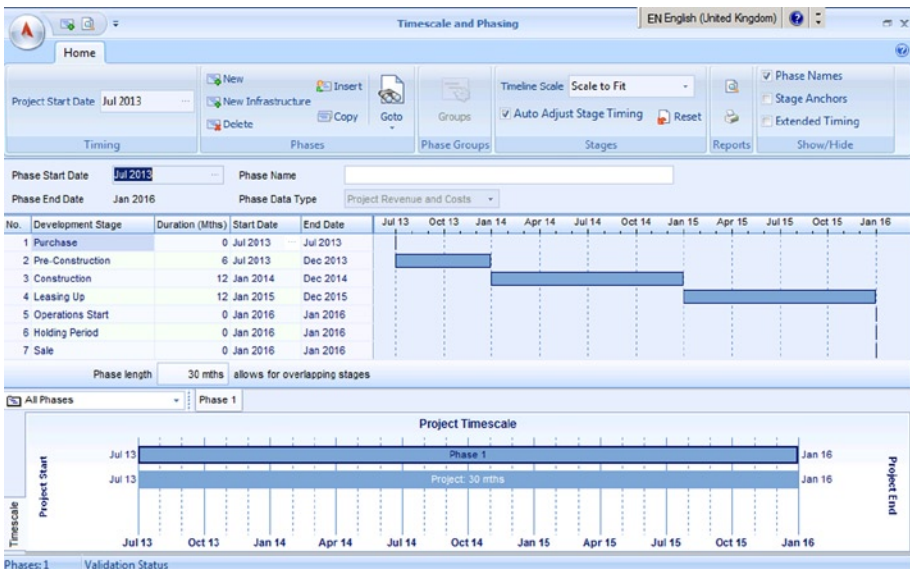 Timescale and Phasing
EN English (United Kingdom)
Home
Project Start Date Jul 2013
Timing
New
New Infrastructure
Delete
Insert
Copy
Goto
Phases
Groups
Phase Groups
Timeline Scale Scale to Fit
Auto Adjust Stage Timing Reset
Stages
Reports
Phase Names
Stage Anchors
Extended Timing
Show/Hide
Phase Start Date Jul 2013 Phase Name
Phase End Date Jan 2016 Phase Data Type Project Revenue and Costs
No. Development Stage Duration (Mths) Start Date End Date
Jul 13 Oct 13 Jan 14 Apr 14 Jul 14 Oct 14 Jan 15 Apr 15 Jul 15 Oct 15 Jan 16
1 Purchase 0 Jul 2013 Jul 2013
2 Pre-Construction 6 Jul 2013 Dec 2013
3 Construction 12 Jan 2014 Dec 2014
4 Leasing Up 12 Jan 2015 Dec 2015
5 Operations Start 0 Jan 2016 Jan 2016
6 Holding Period 0 Jan 2016 Jan 2016
7 Sale 0 Jan 2016 Jan 2016
Phase length 30 mths allows for overlapping stages
All Phases Phase 1
Project Timescale
Jul 13 Phase 1 Jan 16
Jul 13 Project: 30 mths Jan 16
Project Start
Project End
Timescale
Jul 13 Oct 13 Jan 14 Apr 14 Jul 14 Oct 14 Jan 15 Apr 15 Jul 15 Oct 15 Jan 16
Phases: 1 Validation Status